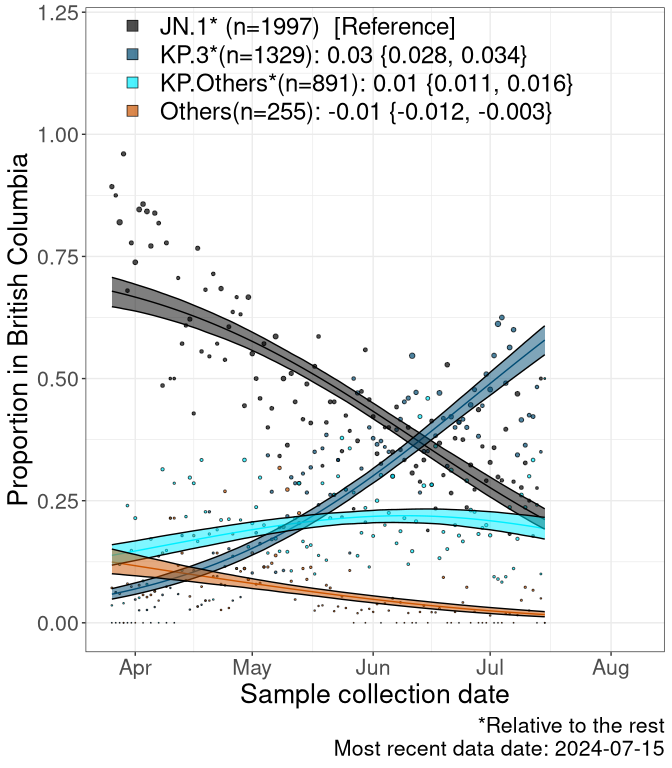 JN.1* (n=1997)  [Reference]
KP.3*(n=1329): 0.03 {0.028, 0.034}
KP.Others*(n=891): 0.01 {0.011, 0.016}
Others(n=255): -0.01 {-0.012, -0.003}
1.25
1.00
0.75
0.50
0.25
0.00
Proportion in British Columbia
Apr May Jun Jul Aug
Sample collection date
*Relative to the rest
Most recent data date: 2024-07-15